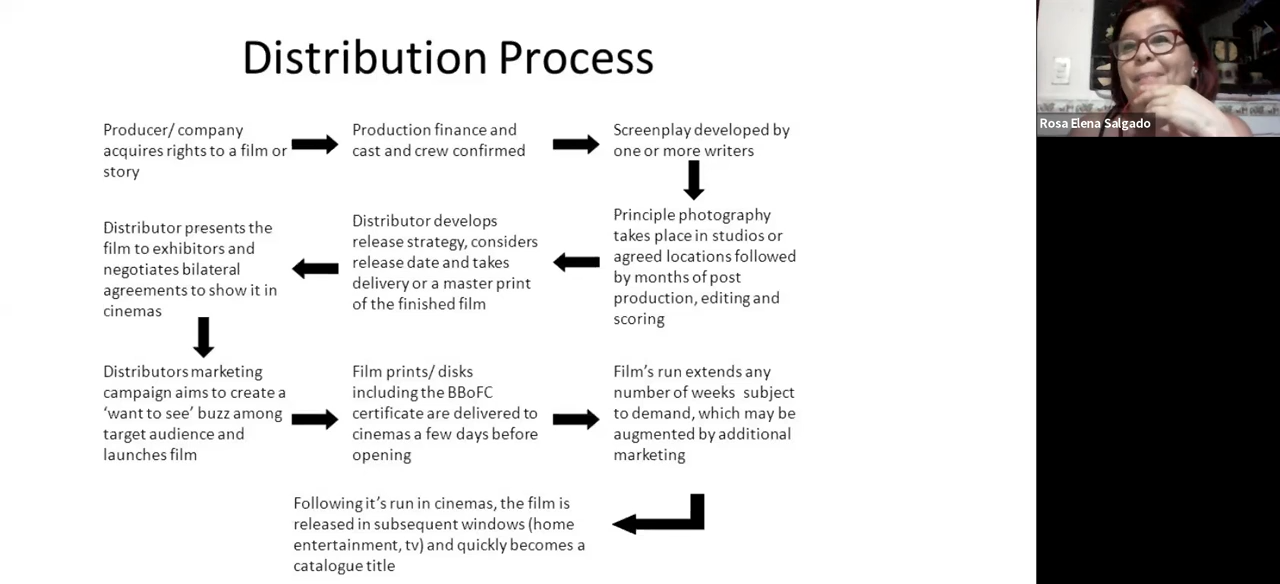 Distribution Process
Producer/ company
acquires rights to a film or
story
Production finance and
cast and crew confirmed
Screenplay developed by
one or more writers
Principle photography
takes place in studios or
agreed locations followed
by months of post
production, editing and
scoring
Distributor develops
release strategy, considers
release date and takes
delivery or a master print
of the finished film
Distributor presents the
film to exhibitors and
negotiates bilateral
agreements to show it in
cinemas
Distributors marketing
campaign aims to create a
‘want to see’ buzz among
target audience and
launches film
Film prints/ disks
including the BBoFC
certificate are delivered to
cinemas a few days before
opening
Film’s run extends any
number of weeks subject
to demand, which may be
augmented by additional
marketing
Following it’s run in cinemas, the film is
released in subsequent windows (home
entertainment, tv) and quickly becomes a
catalogue title
Rosa Elena Salgado